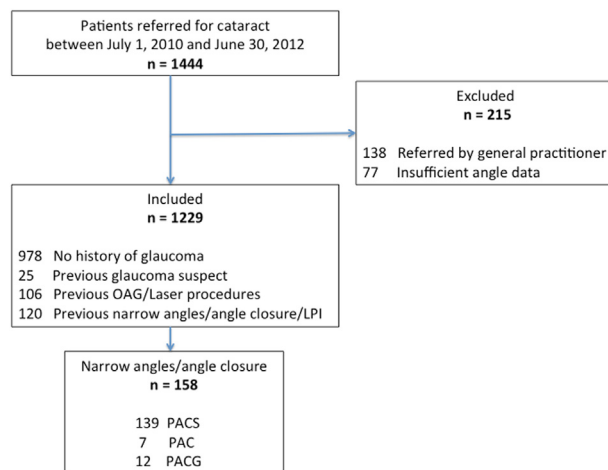 Patients referred for cataract
between July 1, 2010 and June 30, 2012
n = 1444
Excluded
n = 215
138 Referred by general practitioner
77 Insufficient angle data
Included
n = 1229
978 No history of glaucoma
25 Previous glaucoma suspect
106 Previous OAG/Laser procedures
120 Previous narrow angles/angle closure/LPI
Narrow angles/angle closure
n = 158
139 PACS
7 PAC
12 PACG